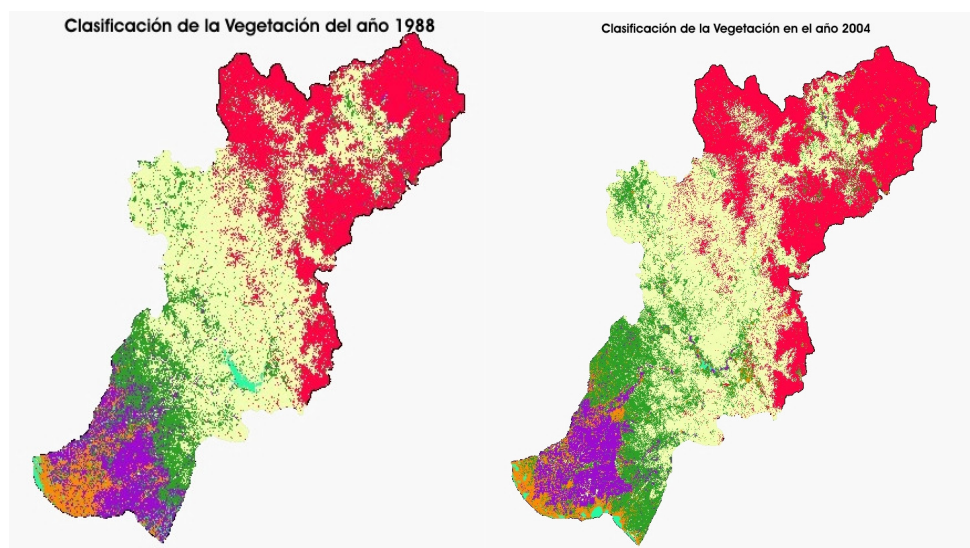 Clasificación de la Vegetación del año 1988
Clasificación de la Vegetación en el año 2004